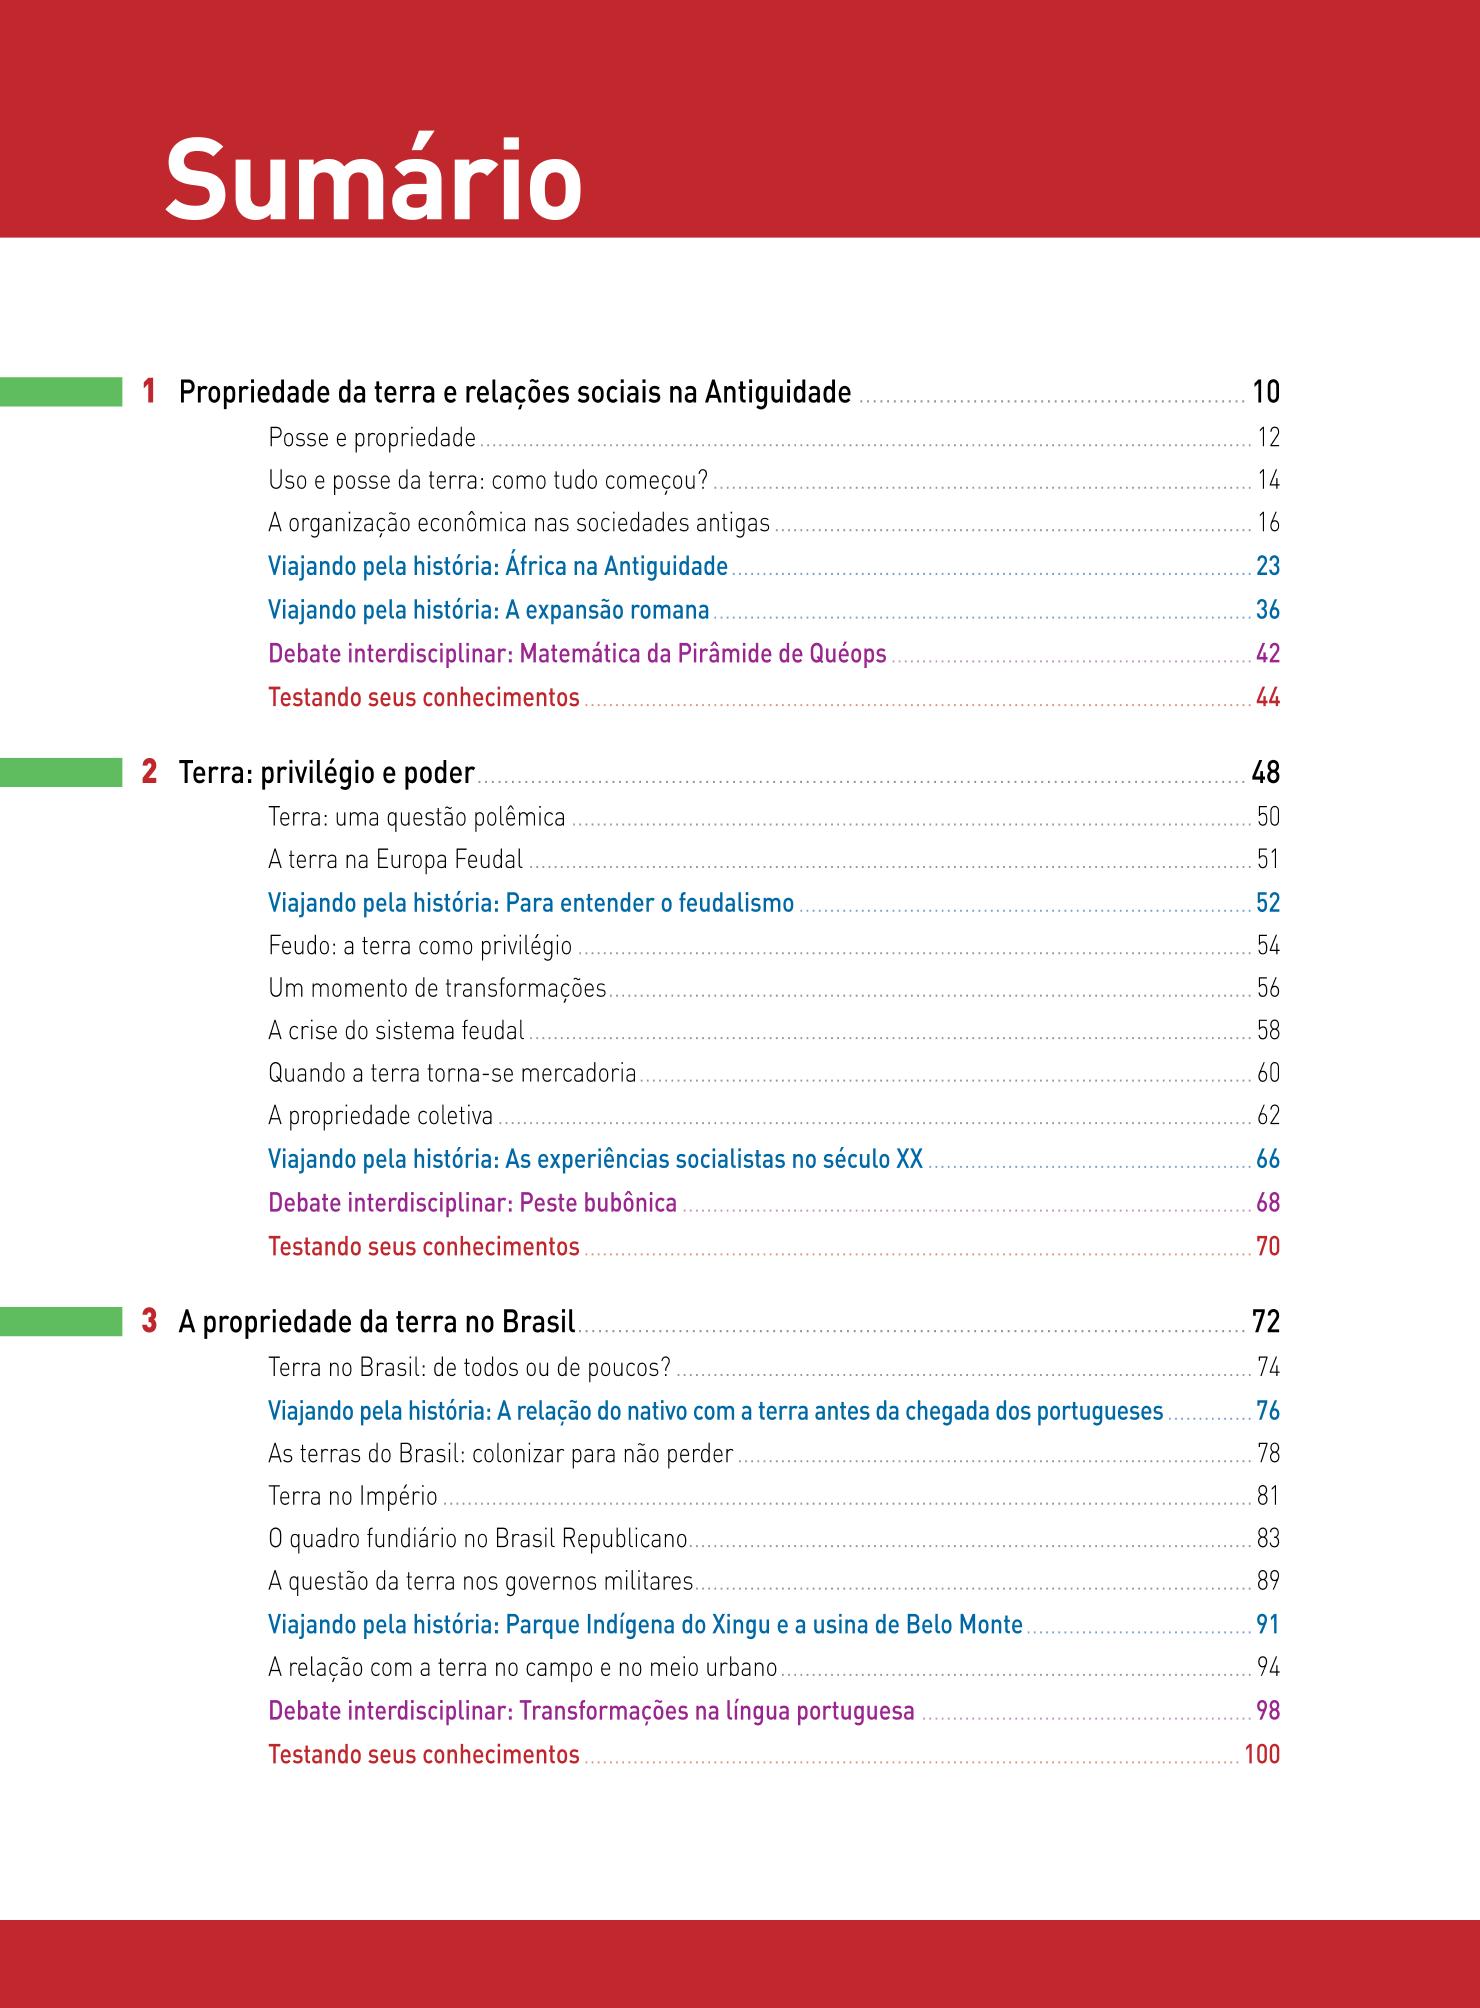 Sumário
1 Propriedade da terra e relações sociais na Antiguidade 10
Posse e propriedade 12
Uso e posse da terra: como tudo começou? 14
A organização econômica nas sociedades antigas 16
Viajando pela história: África na Antiguidade 23
Viajando pela história: A expansão romana 36
Debate interdisciplinar: Matemática da Pirâmide de Quéops 42
Testando seus conhecimentos 44
2 Terra: privilégio e poder 48
Terra: uma questão polêmica 50
A terra na Europa Feudal 51
Viajando pela história: Para entender o feudalismo 52
Feudo: a terra como privilégio 54
Um momento de transformações 56
A crise do sistema feudal 58
Quando a terra torna-se mercadoria 60
A propriedade coletiva 62
Viajando pela história: As experiências socialistas no século XX 66
Debate interdisciplinar: Peste bubônica 68
Testando seus conhecimentos 70
3 A propriedade da terra no Brasil 72
Terra no Brasil: de todos ou de poucos? 74
Viajando pela história: A relação do nativo com a terra antes da chegada dos portugueses 76
As terras do Brasil: colonizar para não perder 78
Terra no Império 81
O quadro fundiário no Brasil Republicano 83
A questão da terra nos governos militares 89
Viajando pela história: Parque Indígena do Xingu e a usina de Belo Monte 91
A relação com a terra no campo e no meio urbano 94
Debate interdisciplinar: Transformações na língua portuguesa 98
Testando seus conhecimentos 100